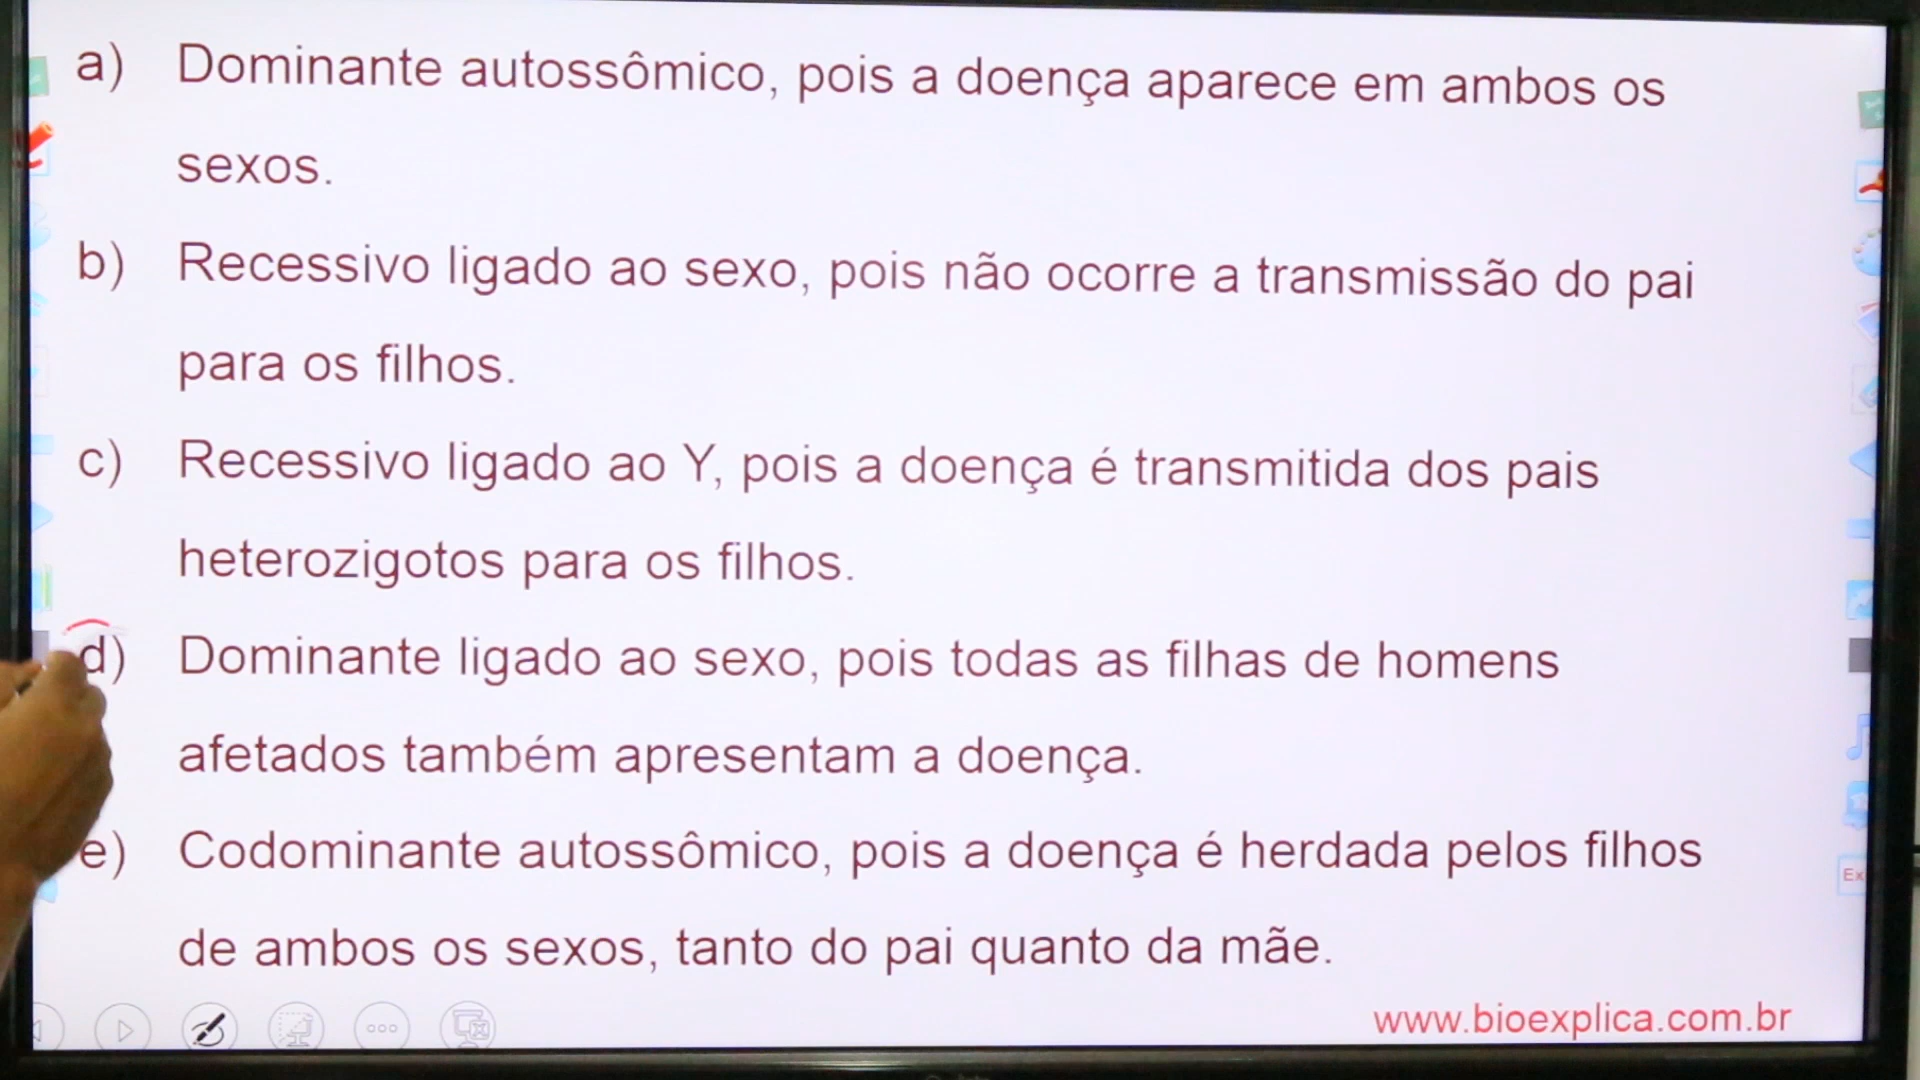 a) Dominante autossômico, pois a doença aparece em ambos os
sexos.
b) Recessivo ligado ao sexo, pois não ocorre a transmissão do pai
para os filhos.
c) Recessivo ligado ao Y, pois a doença é transmitida dos pais
heterozigotos para os filhos.
d) Dominante ligado ao sexo, pois todas as filhas de homens
afetados também apresentam a doença.
e) Codominante autossômico, pois a doença é herdada pelos filhos
de ambos os sexos, tanto do pai quanto da mãe.
Ex
www.bioexplica.com.br